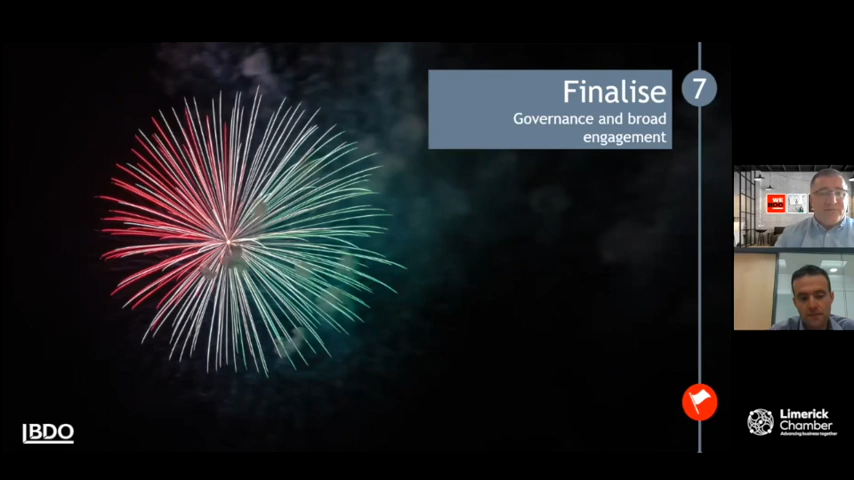 Finalise
Governance and broad
engagement
7
BDO
Limerick
Chamber
Advancing business together